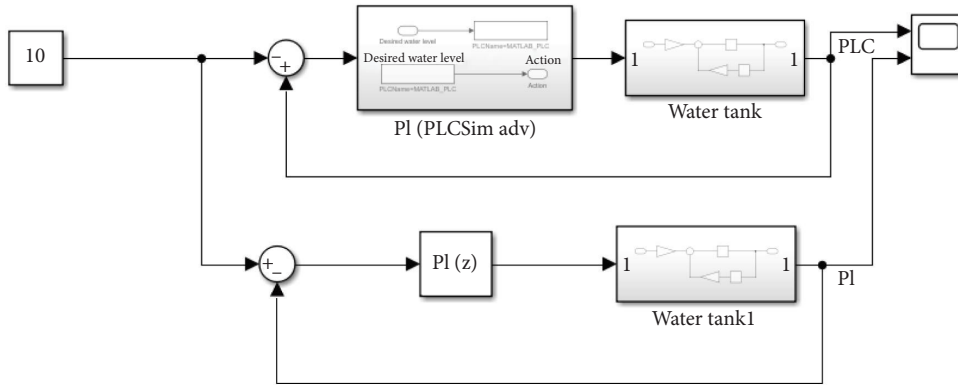 Desired water level
PLCName=MATLAB_PLC
10
− +
Desired water level
Action
PLCName=MATLAB_PLC
Action
1
1
PLC
Pl (PLCSim adv)
Water tank
+ −
Pl (z)
1
1
Pl
Water tank1